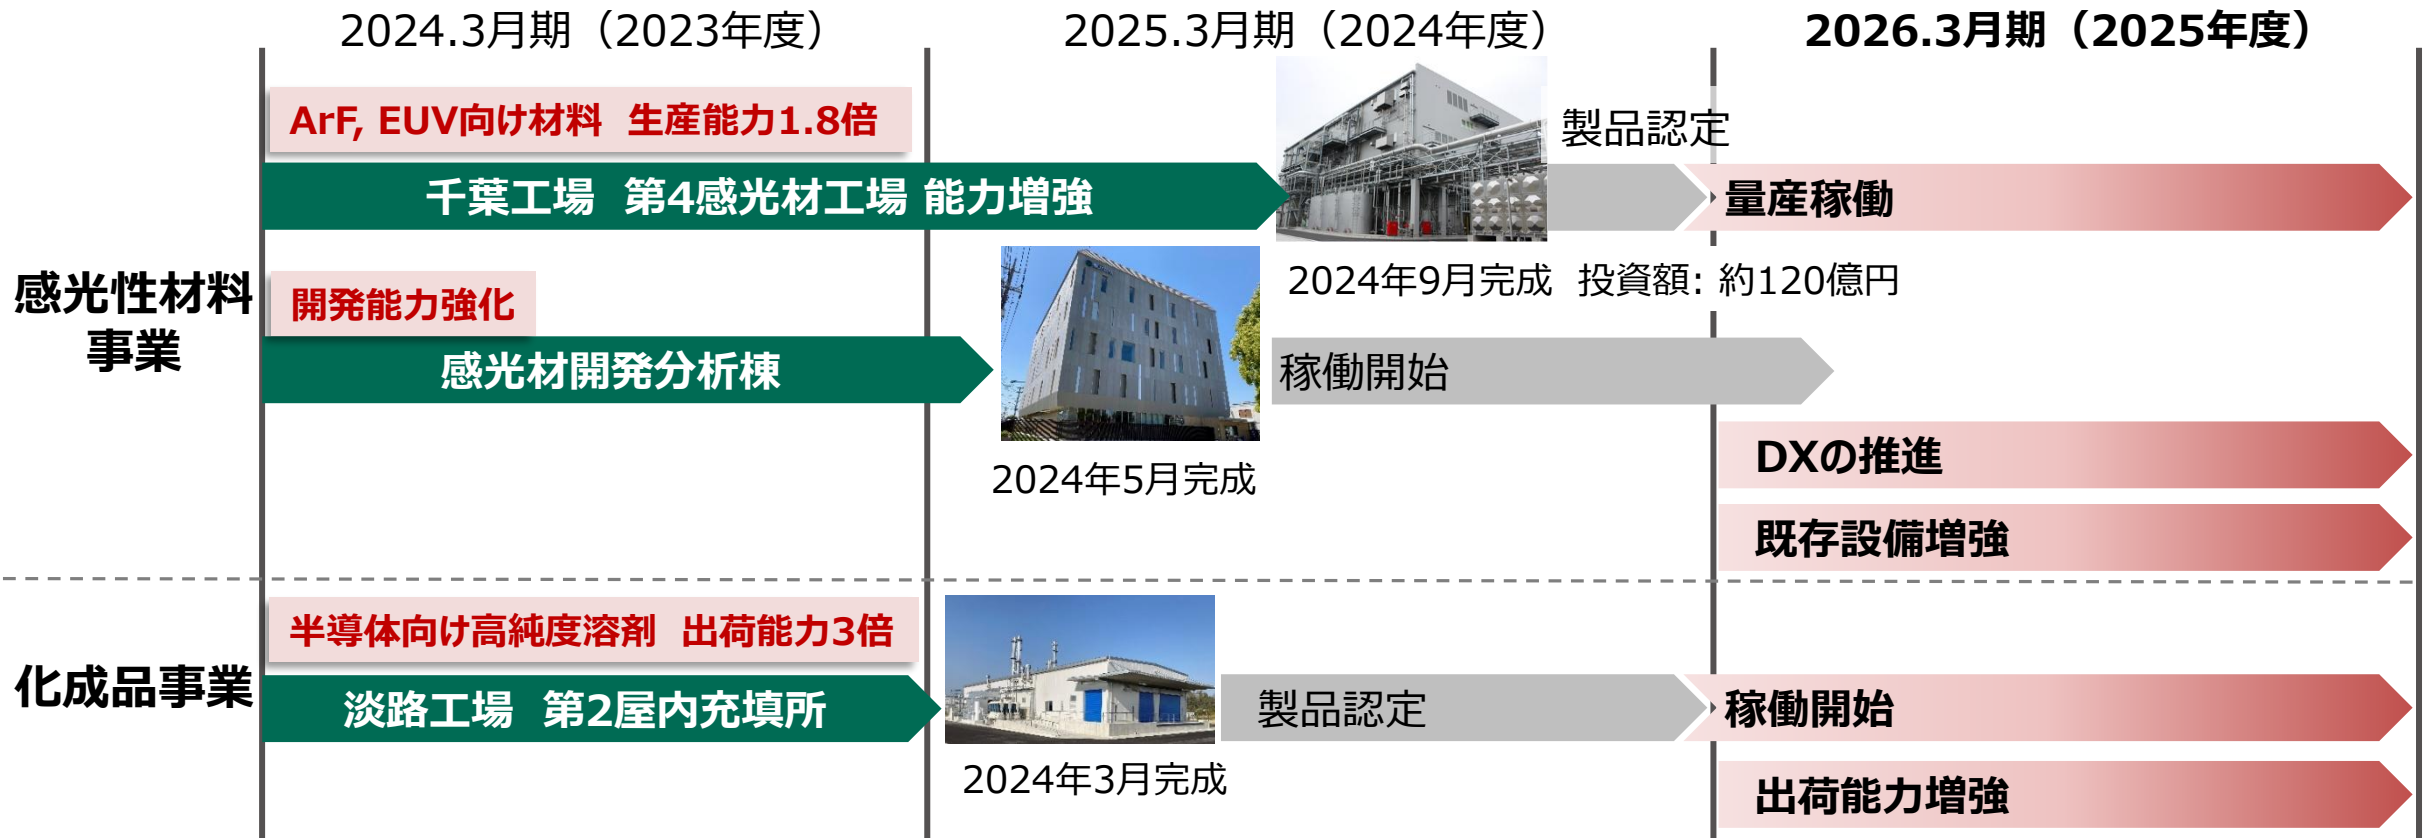 2024.3月期（2023年度）
2025.3月期（2024年度）
2026.3月期（2025年度）
感光性材料
事業
ArF, EUV向け材料 生産能力1.8倍
千葉工場 第4感光材工場 能力増強
製品認定
量産稼働
2024年9月完成 投資額: 約120億円
開発能力強化
感光材開発分析棟
稼働開始
2024年5月完成
DXの推進
既存設備増強
化成品事業
半導体向け高純度溶剤 出荷能力3倍
淡路工場 第2屋内充填所
製品認定
稼働開始
2024年3月完成
出荷能力増強